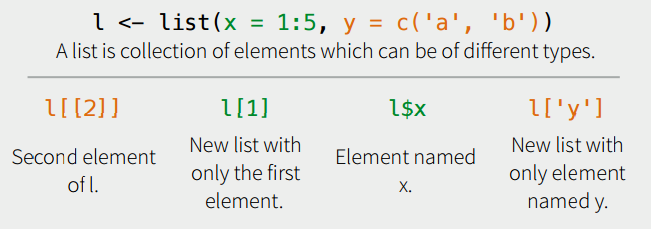 l <- list(x = 1:5, y = c('a', 'b'))
A list is collection of elements which can be of different types.
l[[2]]
l[1]
l$x
l['y']
Second element
of l.
New list with
only the first
element.
Element named
x.
New list with
only element
named y.